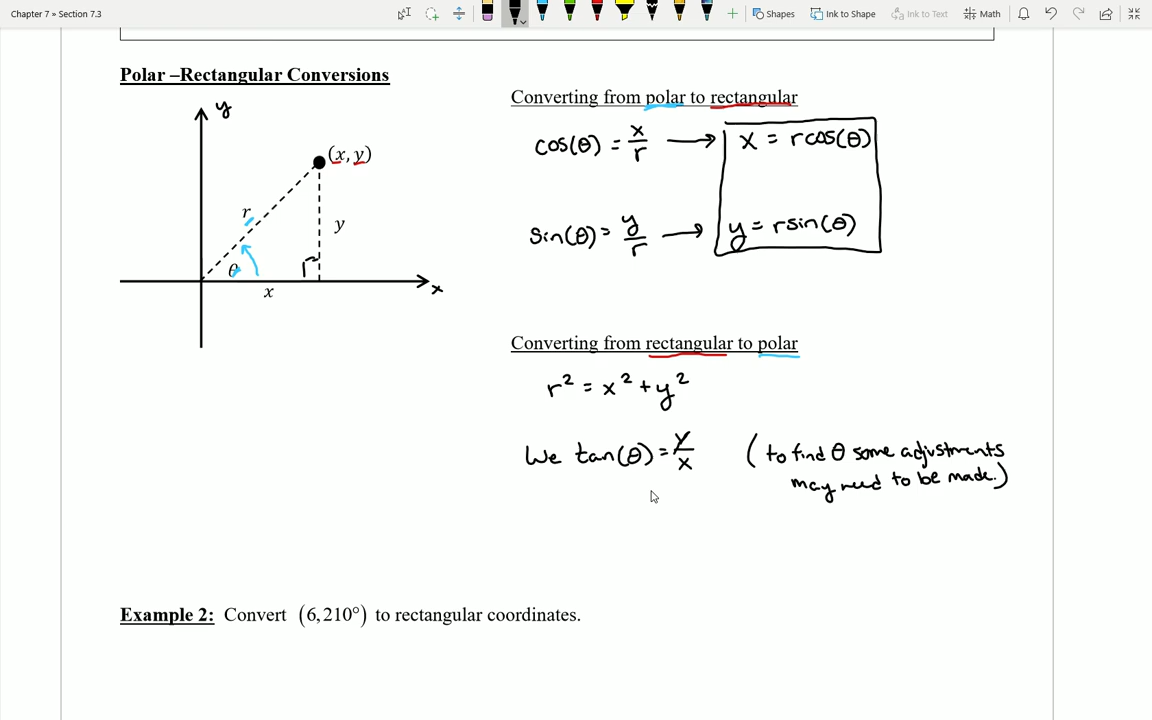 Chapter 7 » Section 7.3
Shapes
Ink to Shape
Ink to Text
Math
Polar –Rectangular Conversions
y
(x, y)
r
y
θ
x
x
Converting from polar to rectangular
cos(θ) = x/r → x = r cos(θ)
sin(θ) = y/r → y = r sin(θ)
Converting from rectangular to polar
r² = x² + y²
We tan(θ) = y/x (to find θ some adjustments
may need to be made.)
Example 2: Convert (6, 210°) to rectangular coordinates.